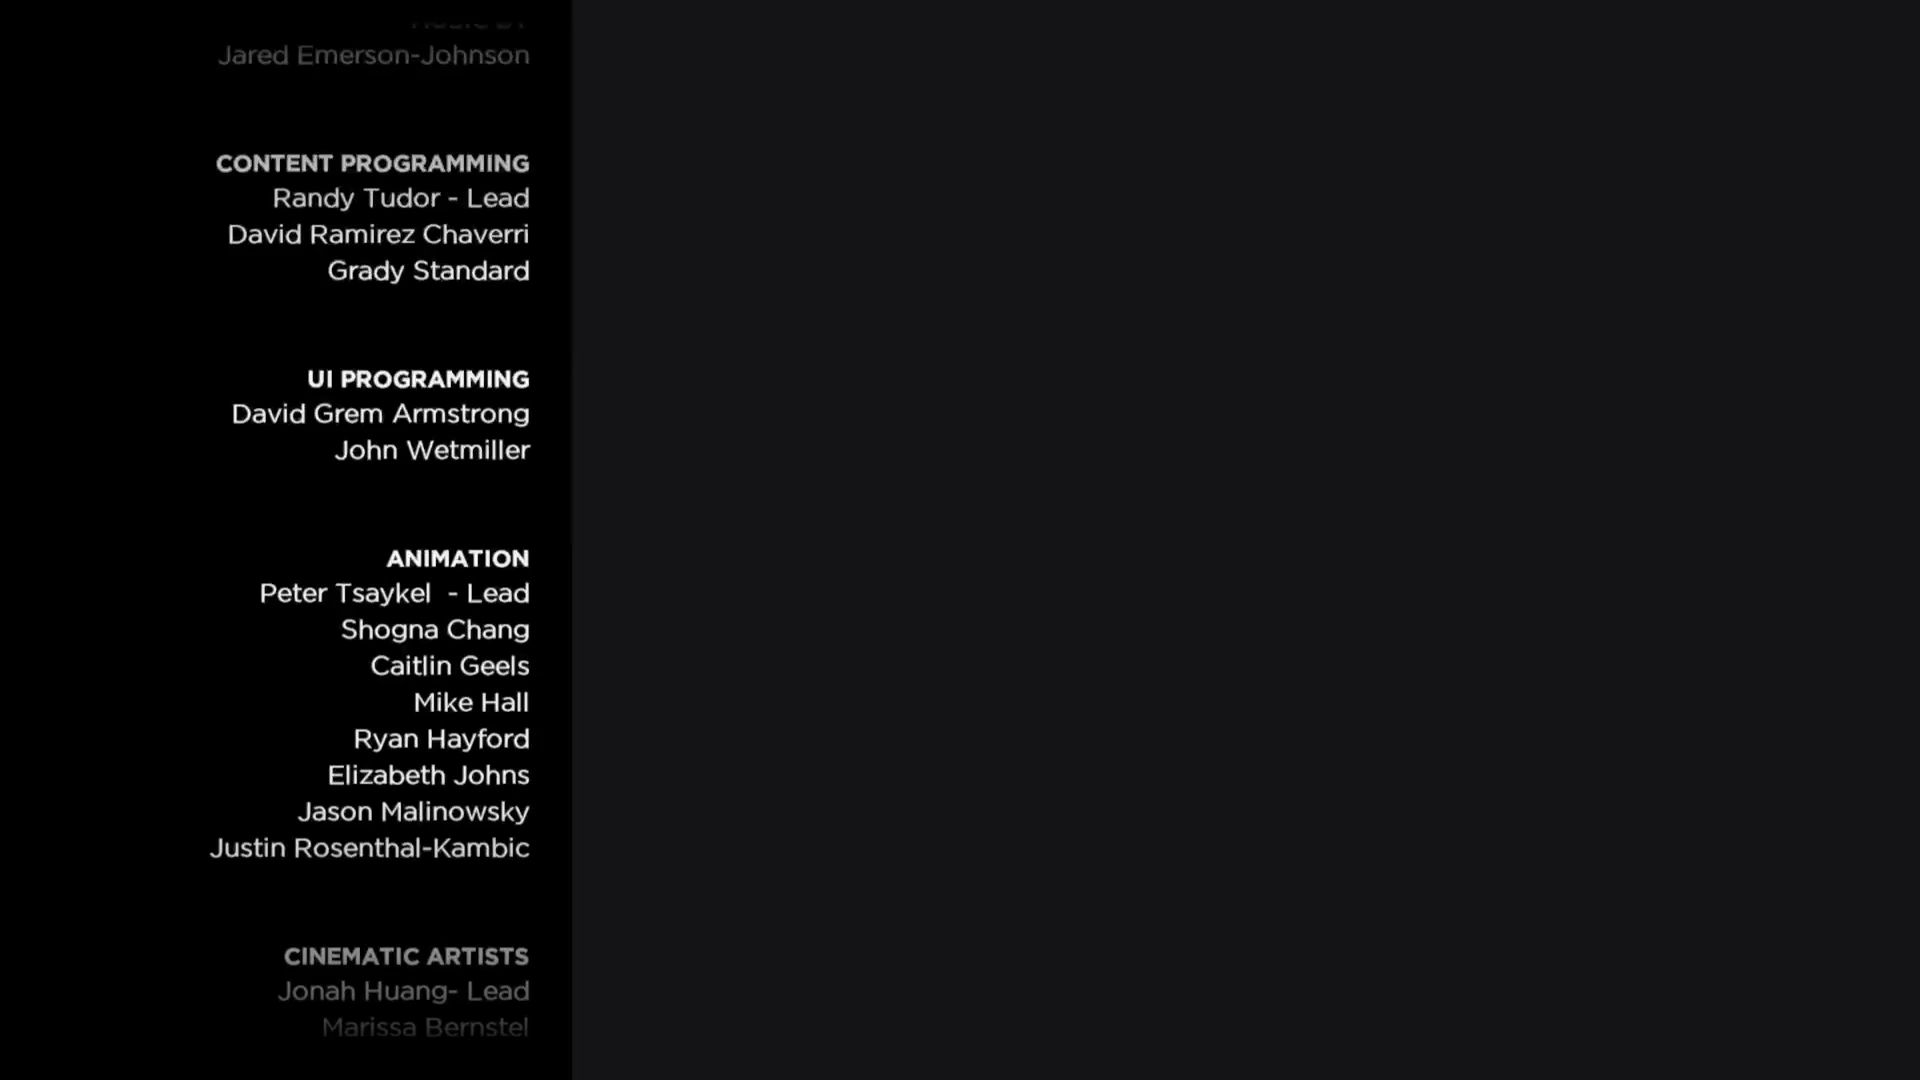 MUSIC BY
Jared Emerson-Johnson
CONTENT PROGRAMMING
Randy Tudor - Lead
David Ramirez Chaverri
Grady Standard
UI PROGRAMMING
David Grem Armstrong
John Wetmiller
ANIMATION
Peter Tsaykel  - Lead
Shogna Chang
Caitlin Geels
Mike Hall
Ryan Hayford
Elizabeth Johns
Jason Malinowsky
Justin Rosenthal-Kambic
CINEMATIC ARTISTS
Jonah Huang- Lead
Marissa Bernstel